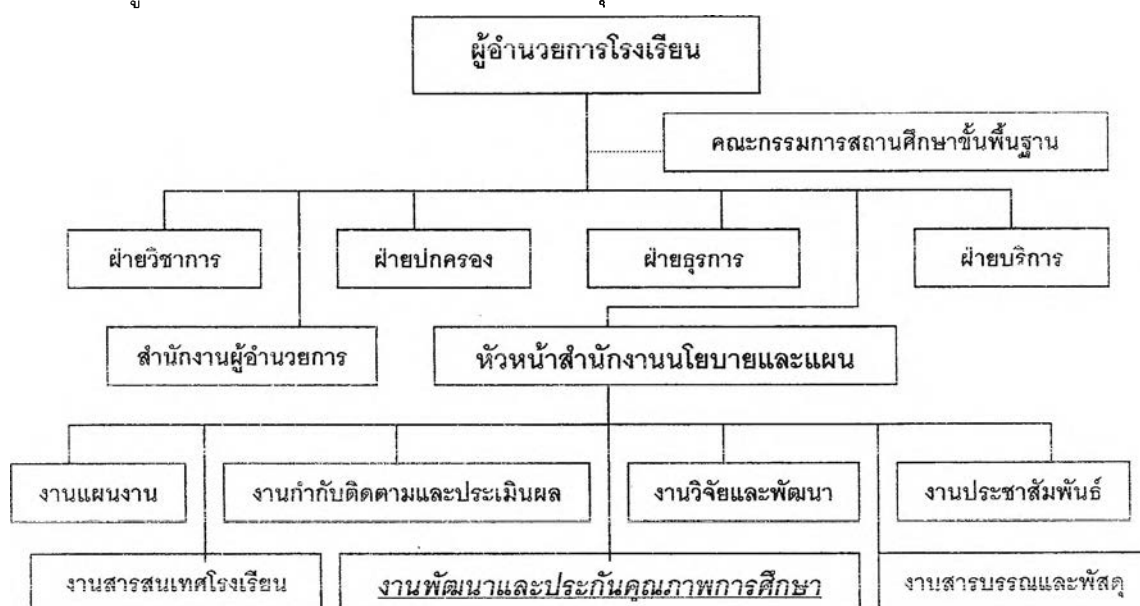 ผู้อำนวยการโรงเรียน
คณะกรรมการสถานศึกษาขั้นพื้นฐาน
ฝ่ายวิชาการ
ฝ่ายปกครอง
ฝ่ายธุรการ
ฝ่ายบริการ
สำนักงานผู้อำนวยการ
หัวหน้าสำนักงานนโยบายและแผน
งานแผนงาน
งานกำกับติดตามและประเมินผล
งานวิจัยและพัฒนา
งานประชาสัมพันธ์
งานสารสนเทศโรงเรียน
งานพัฒนาและประกันคุณภาพการศึกษา
งานสารบรรณและพัสดุ